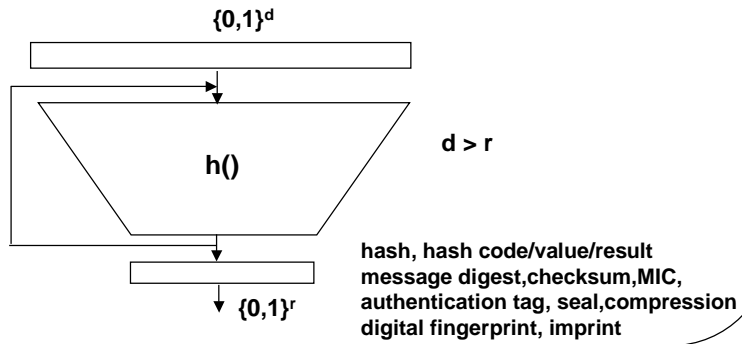 {0,1}ᵈ
d > r
h()
hash, hash code/value/result
message digest,checksum,MIC,
authentication tag, seal,compression
digital fingerprint, imprint
{0,1}ʳ